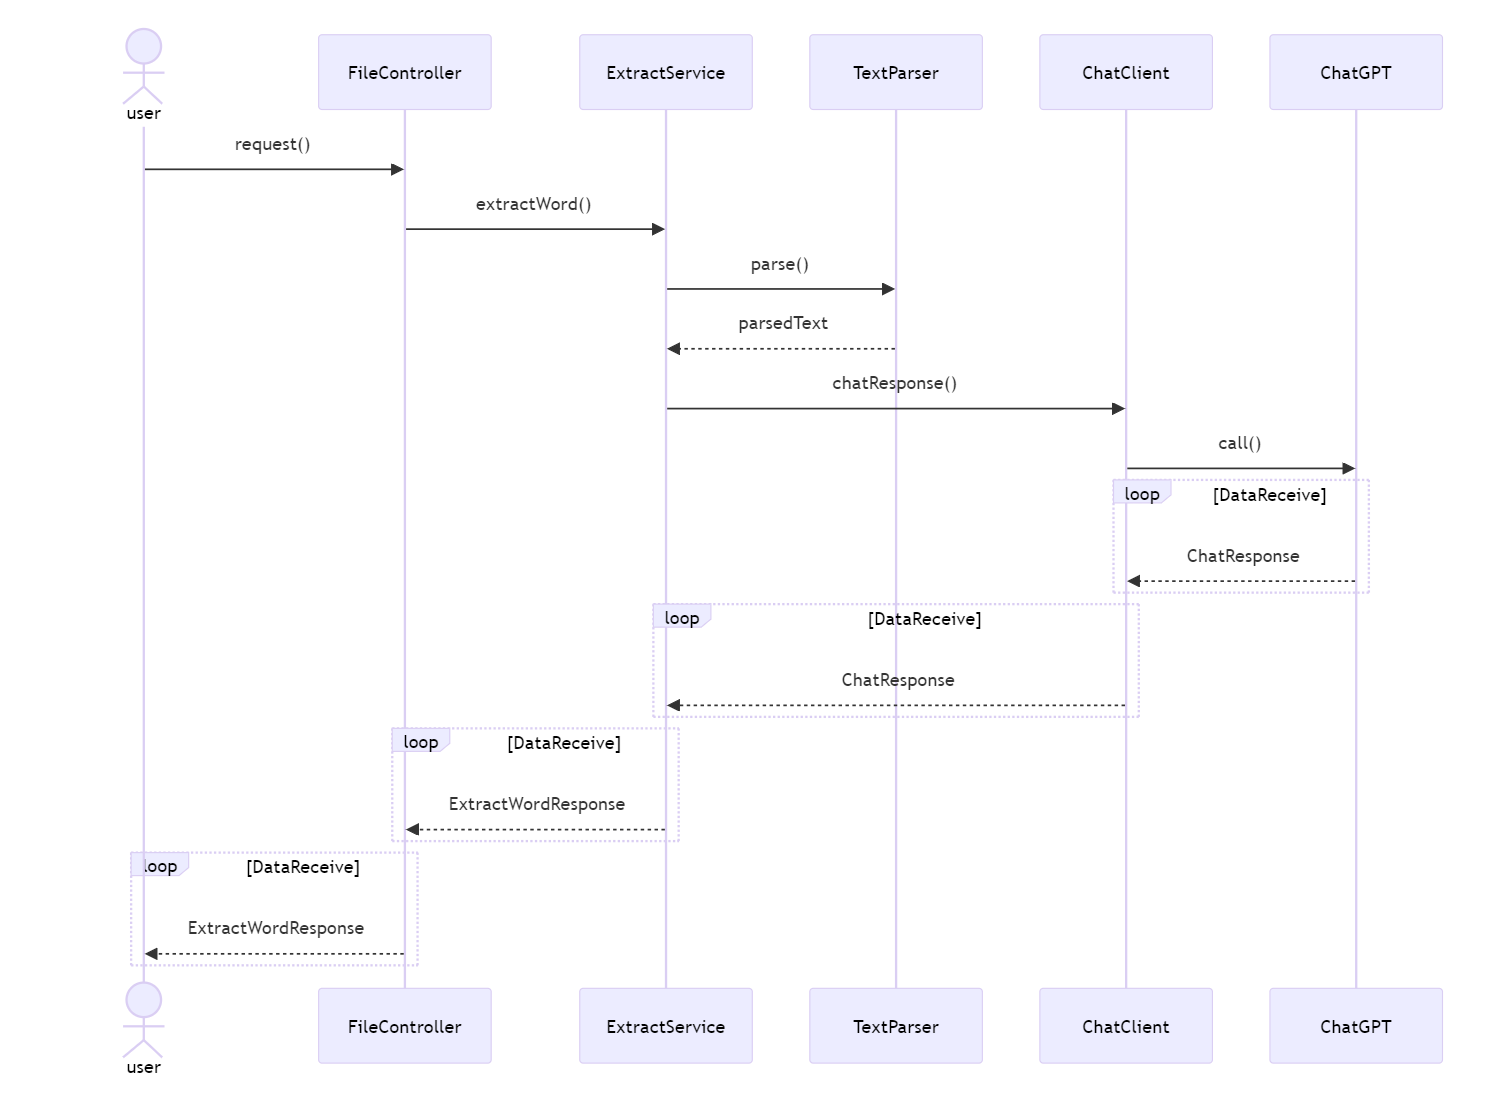 user
FileController
ExtractService
TextParser
ChatClient
ChatGPT
request()
extractWord()
parse()
parsedText
chatResponse()
call()
loop
[DataReceive]
ChatResponse
loop
[DataReceive]
ChatResponse
loop
[DataReceive]
ExtractWordResponse
loop
[DataReceive]
ExtractWordResponse
user
FileController
ExtractService
TextParser
ChatClient
ChatGPT